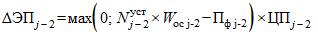 ΔЭП_{j−2} = max(0; N^{уст}_{j−2} × W_{ос j−2} − П_{ф j-2}) × ЦП_{j−2}